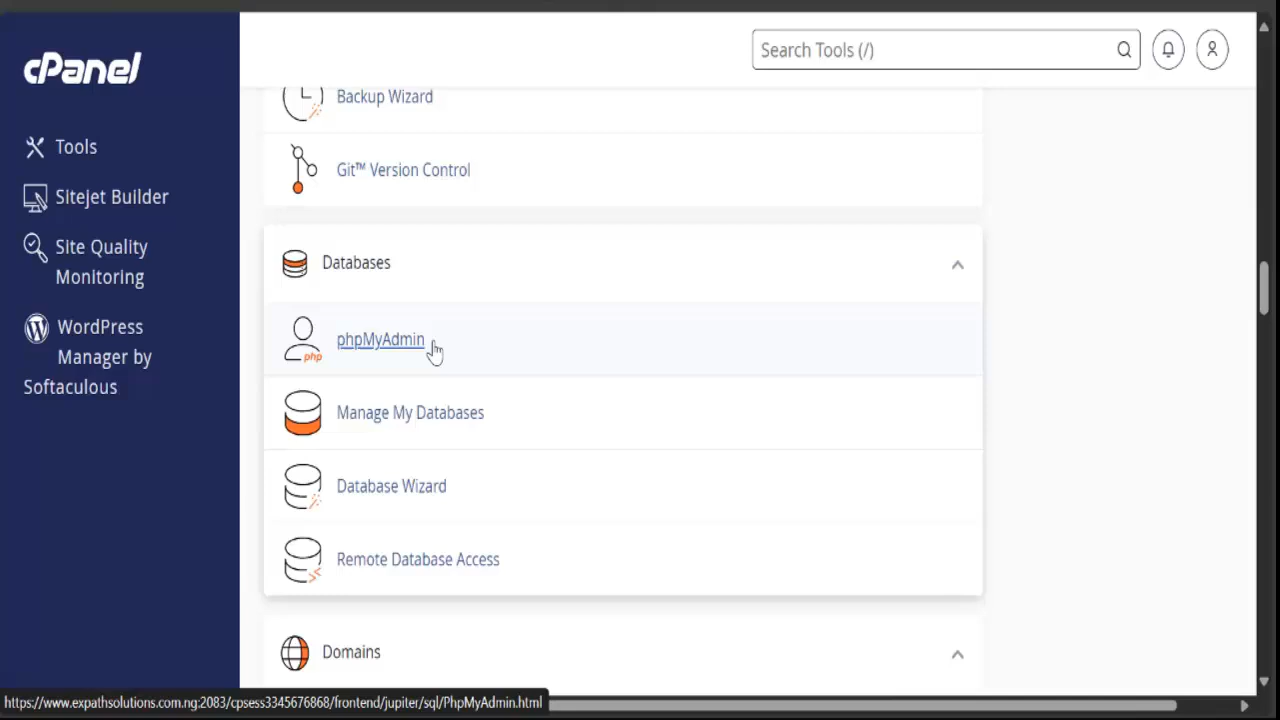 cPanel
Search Tools (/)
Tools
Sitejet Builder
Site Quality
Monitoring
WordPress
Manager by
Softaculous
Backup Wizard
Git™ Version Control
Databases
php
phpMyAdmin
Manage My Databases
Database Wizard
Remote Database Access
Domains
https://www.expathsolutions.com.ng:2083/cpsess3345676868/frontend/jupiter/sql/PhpMyAdmin.html